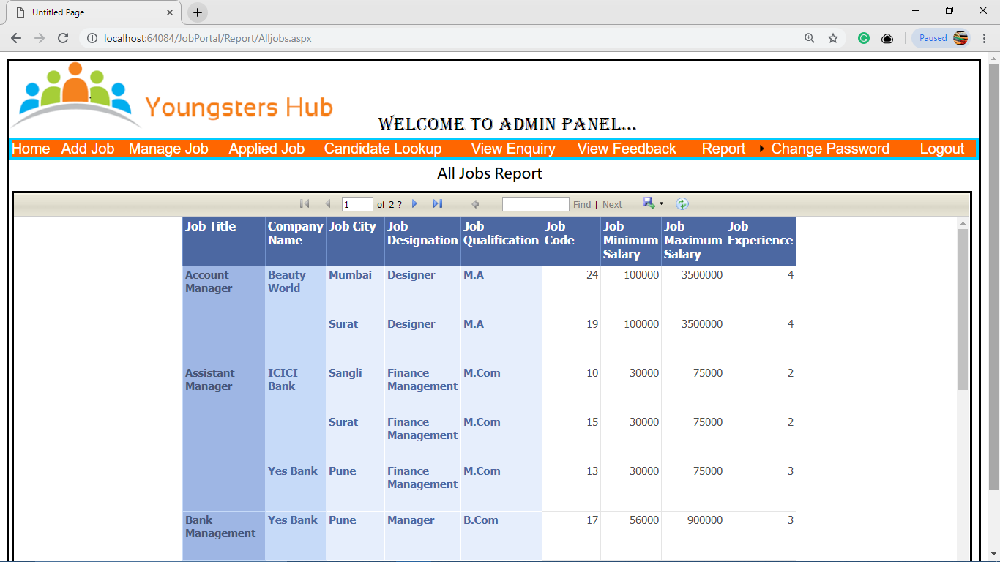 Untitled Page
localhost:64084/JobPortal/Report/Alljobs.aspx
Paused
Youngsters Hub
WELCOME TO ADMIN PANEL...
Home Add Job Manage Job Applied Job Candidate Lookup View Enquiry View Feedback Report Change Password Logout
All Jobs Report
1 of 2 ? Find | Next
Job Title Company Name Job City Job Designation Job Qualification Job Code Job Minimum Salary Job Maximum Salary Job Experience
Account Manager Beauty World Mumbai Designer M.A 24 100000 3500000 4
Surat Designer M.A 19 100000 3500000 4
Assistant Manager ICICI Bank Sangli Finance Management M.Com 10 30000 75000 2
Surat Finance Management M.Com 15 30000 75000 2
Yes Bank Pune Finance Management M.Com 13 30000 75000 3
Bank Management Yes Bank Pune Manager B.Com 17 56000 900000 3